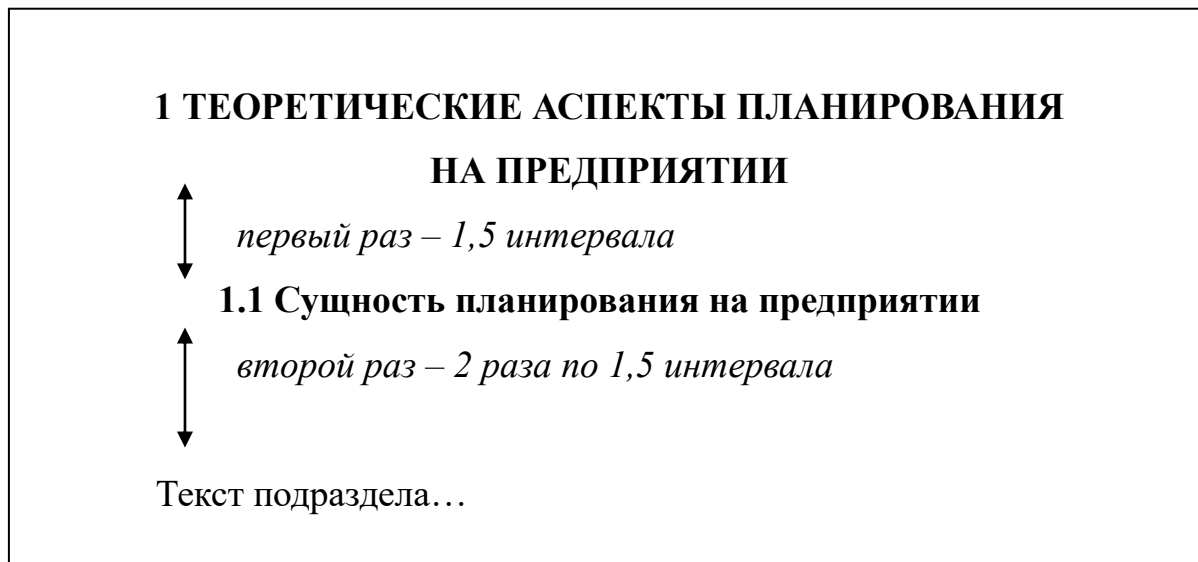 1 ТЕОРЕТИЧЕСКИЕ АСПЕКТЫ ПЛАНИРОВАНИЯ
НА ПРЕДПРИЯТИИ
первый раз – 1,5 интервала
1.1 Сущность планирования на предприятии
второй раз – 2 раза по 1,5 интервала
Текст подраздела…